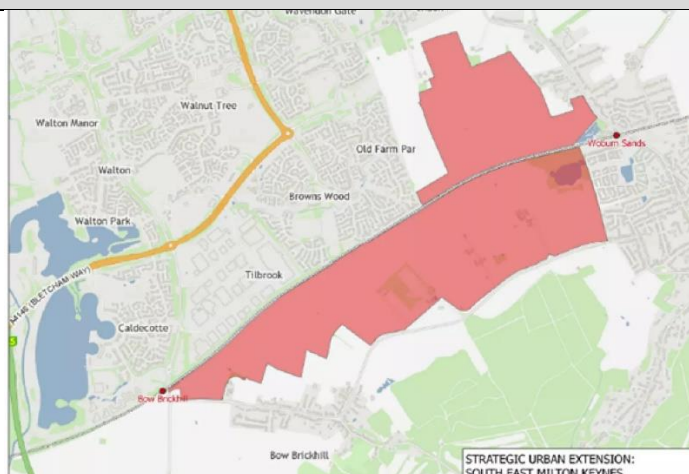 Wavendon Gate
Walnut Tree
Walton Manor
Old Farm Par
Woburn Sands
Walton
Browns Wood
Walton Park
Tilbrook
A4146 (BLETCHAM WAY)
Caldecotte
5
Bow Brickhill
Bow Brickhill
STRATEGIC URBAN EXTENSION:
SOUTH EAST MILTON KEYNES